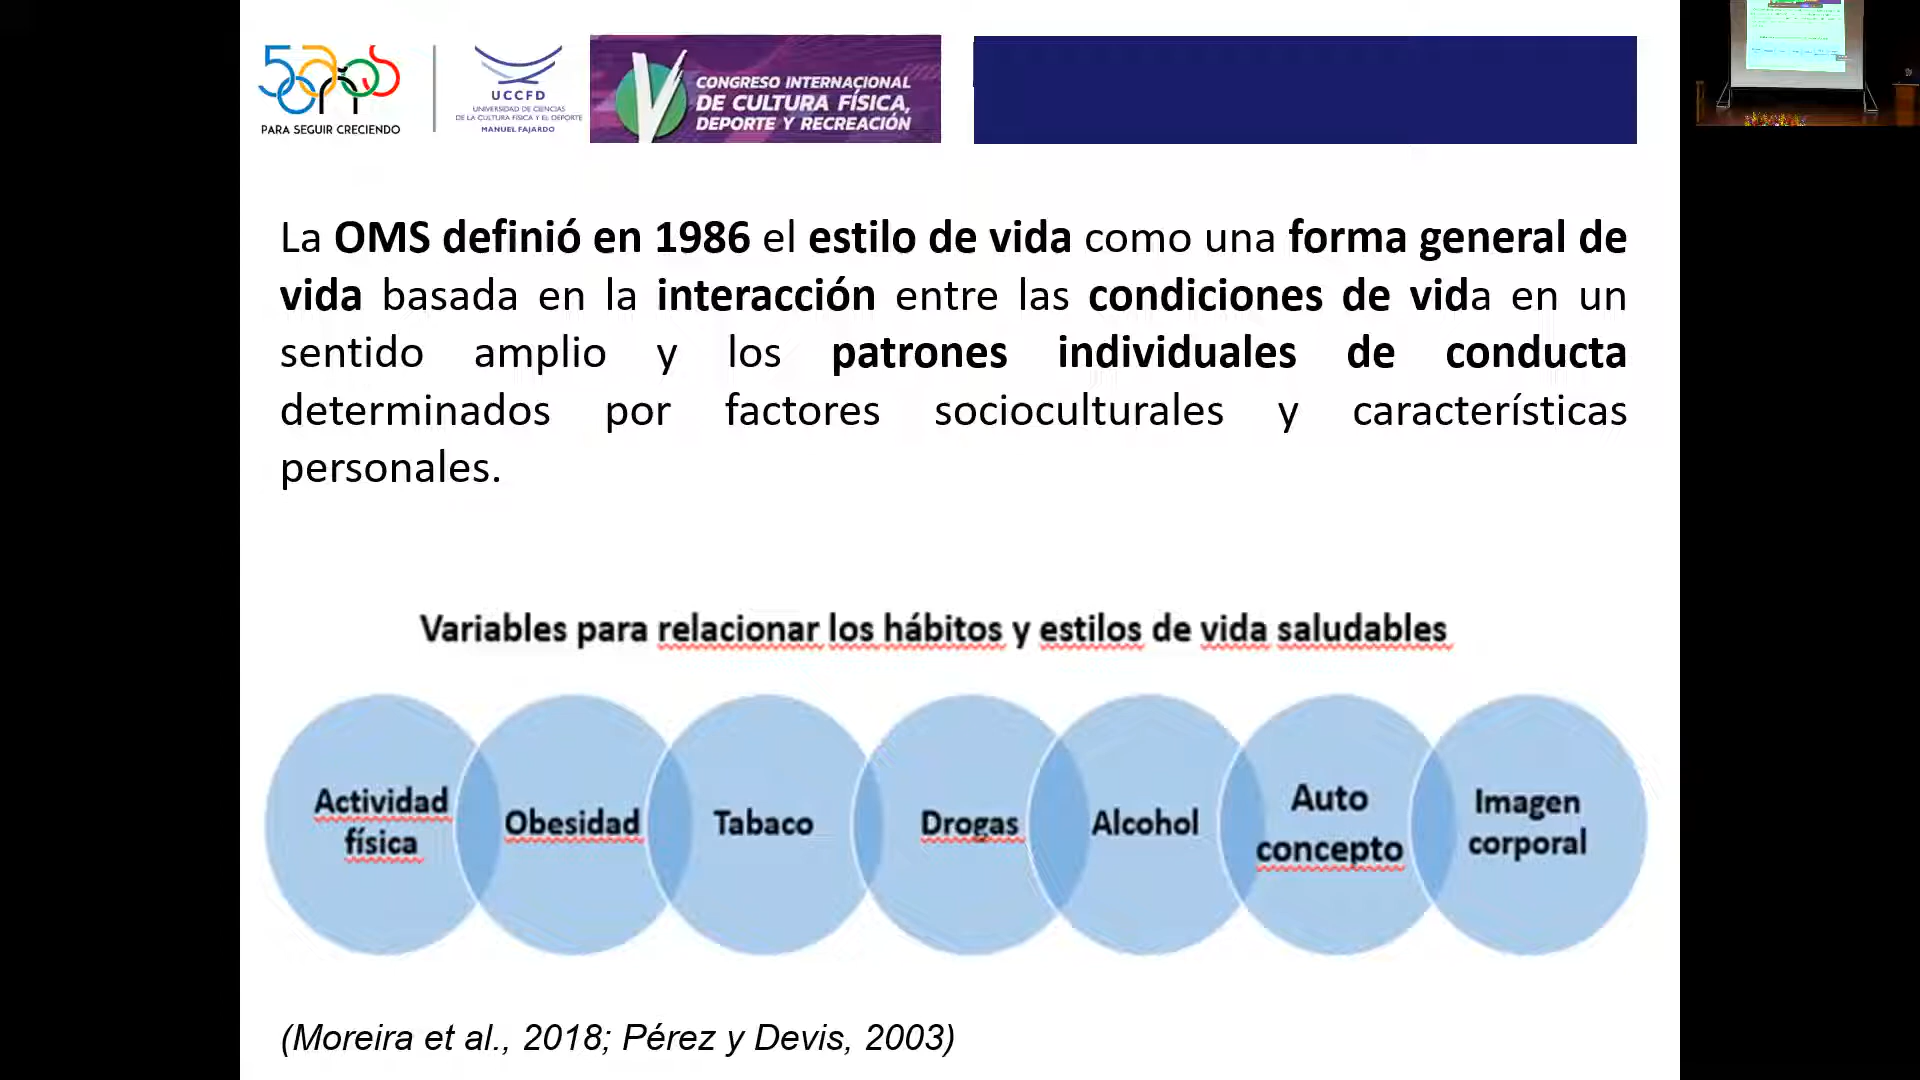 50 años
PARA SEGUIR CRECIENDO
UCCFD
UNIVERSIDAD DE CIENCIAS
DE LA CULTURA FÍSICA Y EL DEPORTE
MANUEL FAJARDO
V CONGRESO INTERNACIONAL
DE CULTURA FÍSICA,
DEPORTE Y RECREACIÓN
La OMS definió en 1986 el estilo de vida como una forma general de
vida basada en la interacción entre las condiciones de vida en un
sentido amplio y los patrones individuales de conducta
determinados por factores socioculturales y características
personales.
Variables para relacionar los hábitos y estilos de vida saludables
Actividad
física
Obesidad
Tabaco
Drogas
Alcohol
Auto
concepto
Imagen
corporal
(Moreira et al., 2018; Pérez y Devis, 2003)